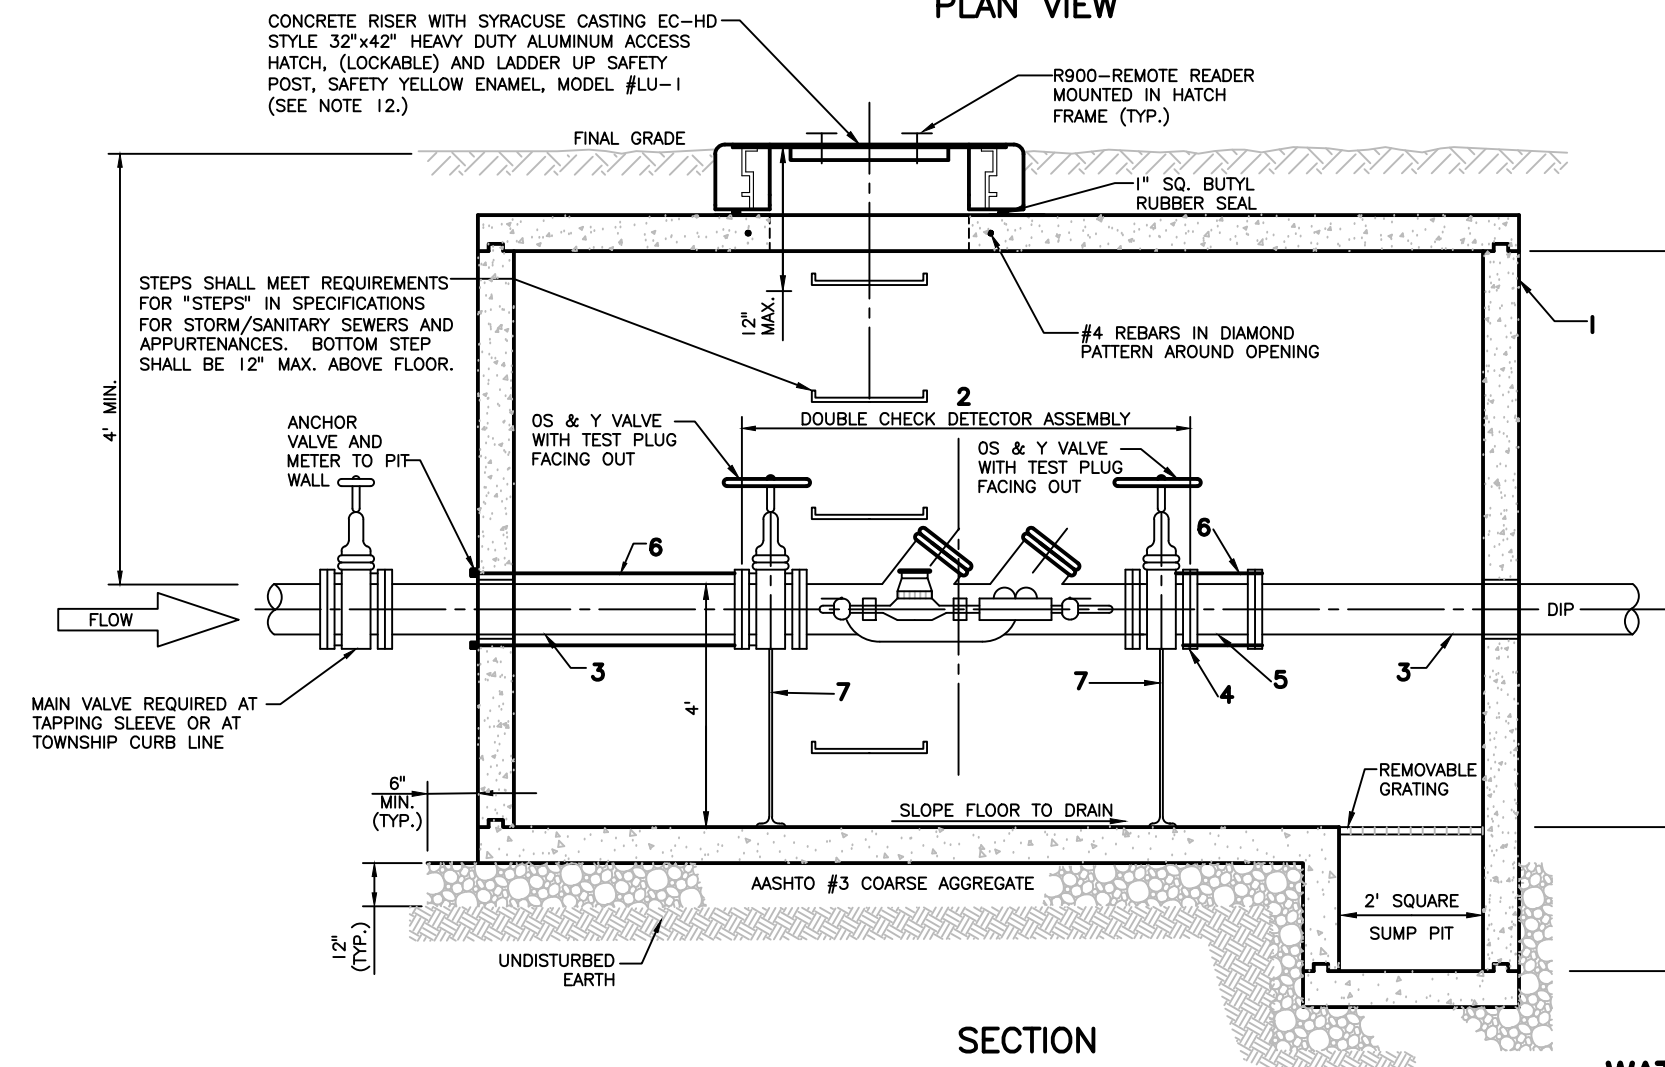 PLAN VIEW
CONCRETE RISER WITH SYRACUSE CASTING EC-HD
STYLE 32"x42" HEAVY DUTY ALUMINUM ACCESS
HATCH, (LOCKABLE) AND LADDER UP SAFETY
POST, SAFETY YELLOW ENAMEL, MODEL #LU-1
(SEE NOTE 12.)
R900-REMOTE READER
MOUNTED IN HATCH
FRAME (TYP.)
FINAL GRADE
1" SQ. BUTYL
RUBBER SEAL
STEPS SHALL MEET REQUIREMENTS
FOR "STEPS" IN SPECIFICATIONS
FOR STORM/SANITARY SEWERS AND
APPURTENANCES. BOTTOM STEP
SHALL BE 12" MAX. ABOVE FLOOR.
12"
MAX.
#4 REBARS IN DIAMOND
PATTERN AROUND OPENING
1
4' MIN.
2
DOUBLE CHECK DETECTOR ASSEMBLY
ANCHOR
VALVE AND
METER TO PIT
WALL
OS & Y VALVE
WITH TEST PLUG
FACING OUT
OS & Y VALVE
WITH TEST PLUG
FACING OUT
6
6
FLOW
DIP
3
7
4'
7
4
5
3
MAIN VALVE REQUIRED AT
TAPPING SLEEVE OR AT
TOWNSHIP CURB LINE
6"
MIN.
(TYP.)
REMOVABLE
GRATING
SLOPE FLOOR TO DRAIN
AASHTO #3 COARSE AGGREGATE
2' SQUARE
SUMP PIT
12"
(TYP.)
UNDISTURBED
EARTH
SECTION